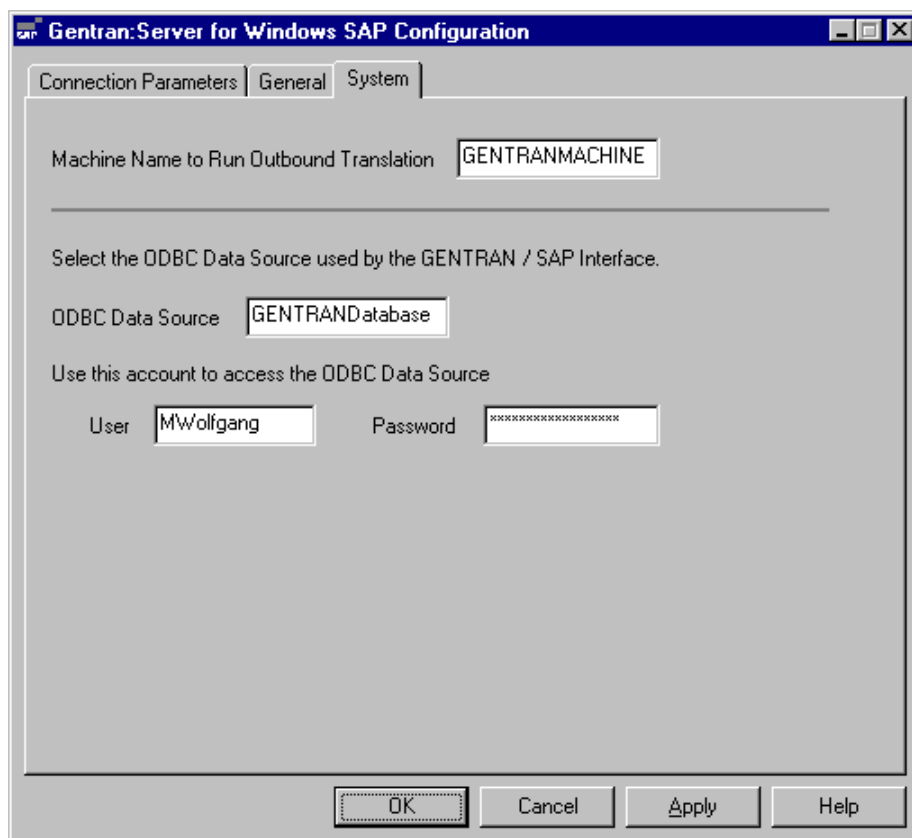 SAP Gentran:Server for Windows SAP Configuration
Connection Parameters General System
Machine Name to Run Outbound Translation GENTRANMACHINE
Select the ODBC Data Source used by the GENTRAN / SAP Interface.
ODBC Data Source GENTRANDatabase
Use this account to access the ODBC Data Source
User MWolfgang Password ******************
OK Cancel Apply Help